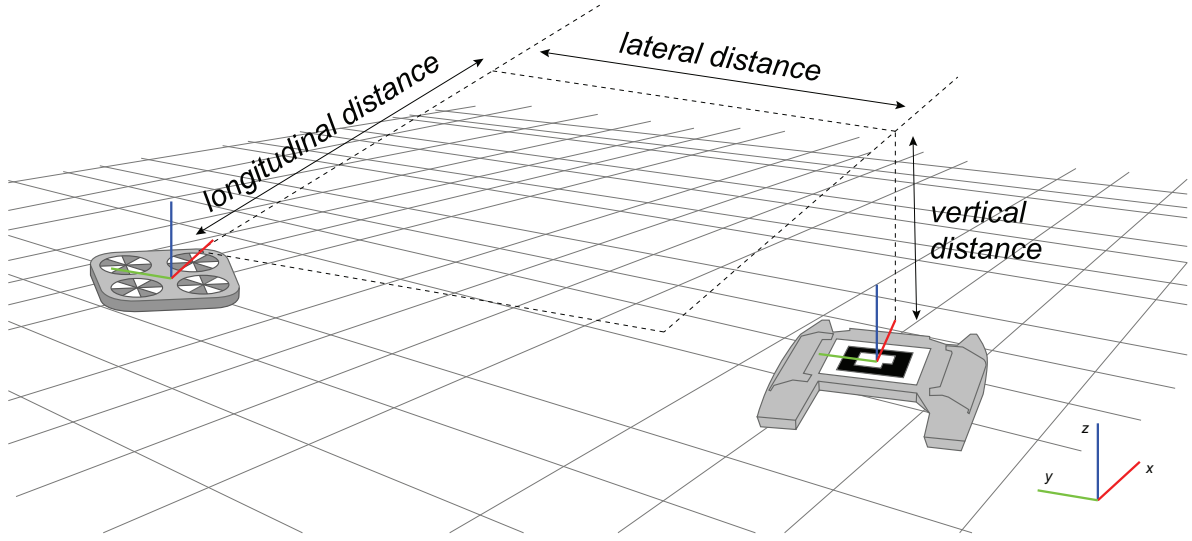 lateral distance
longitudinal distance
vertical
distance
z
x
y